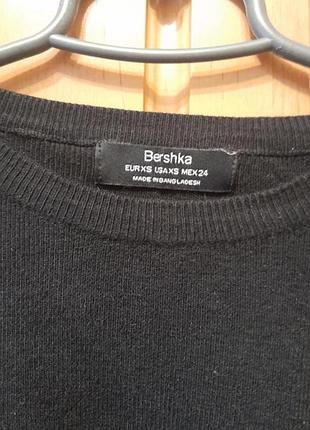 Bershka
EUR XS USA XS MEX 24
MADE IN BANGLADESH